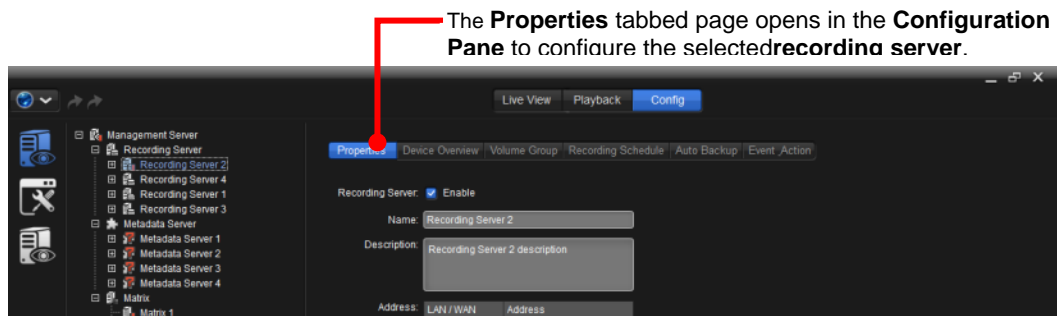 The Properties tabbed page opens in the Configuration
Pane to configure the selectedrecording server.
Live View Playback Config
Management Server
Recording Server
Recording Server 2
Recording Server 4
Recording Server 1
Recording Server 3
Metadata Server
Metadata Server 1
Metadata Server 2
Metadata Server 3
Metadata Server 4
Matrix
Matrix 1
Properties Device Overview Volume Group Recording Schedule Auto Backup Event ,Action
Recording Server: Enable
Name: Recording Server 2
Description: Recording Server 2 description
Address: LAN / WAN Address